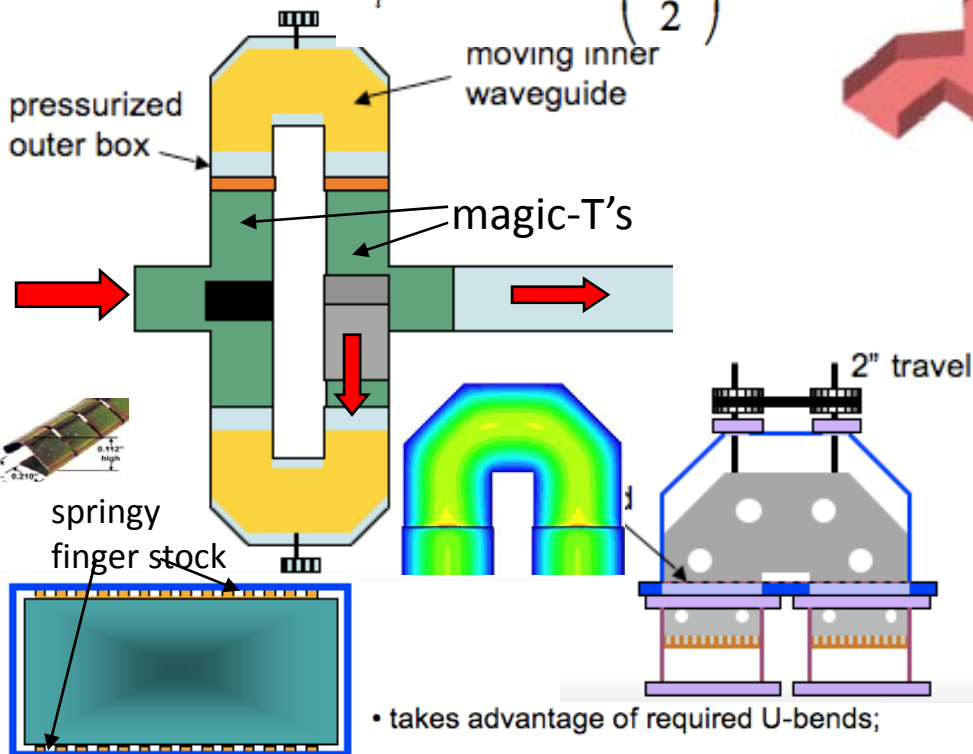 2
moving inner
waveguide
pressurized
outer box
magic-T's
2" travel
0.112"
high
0.210"
springy
finger stock
d
• takes advantage of required U-bends;